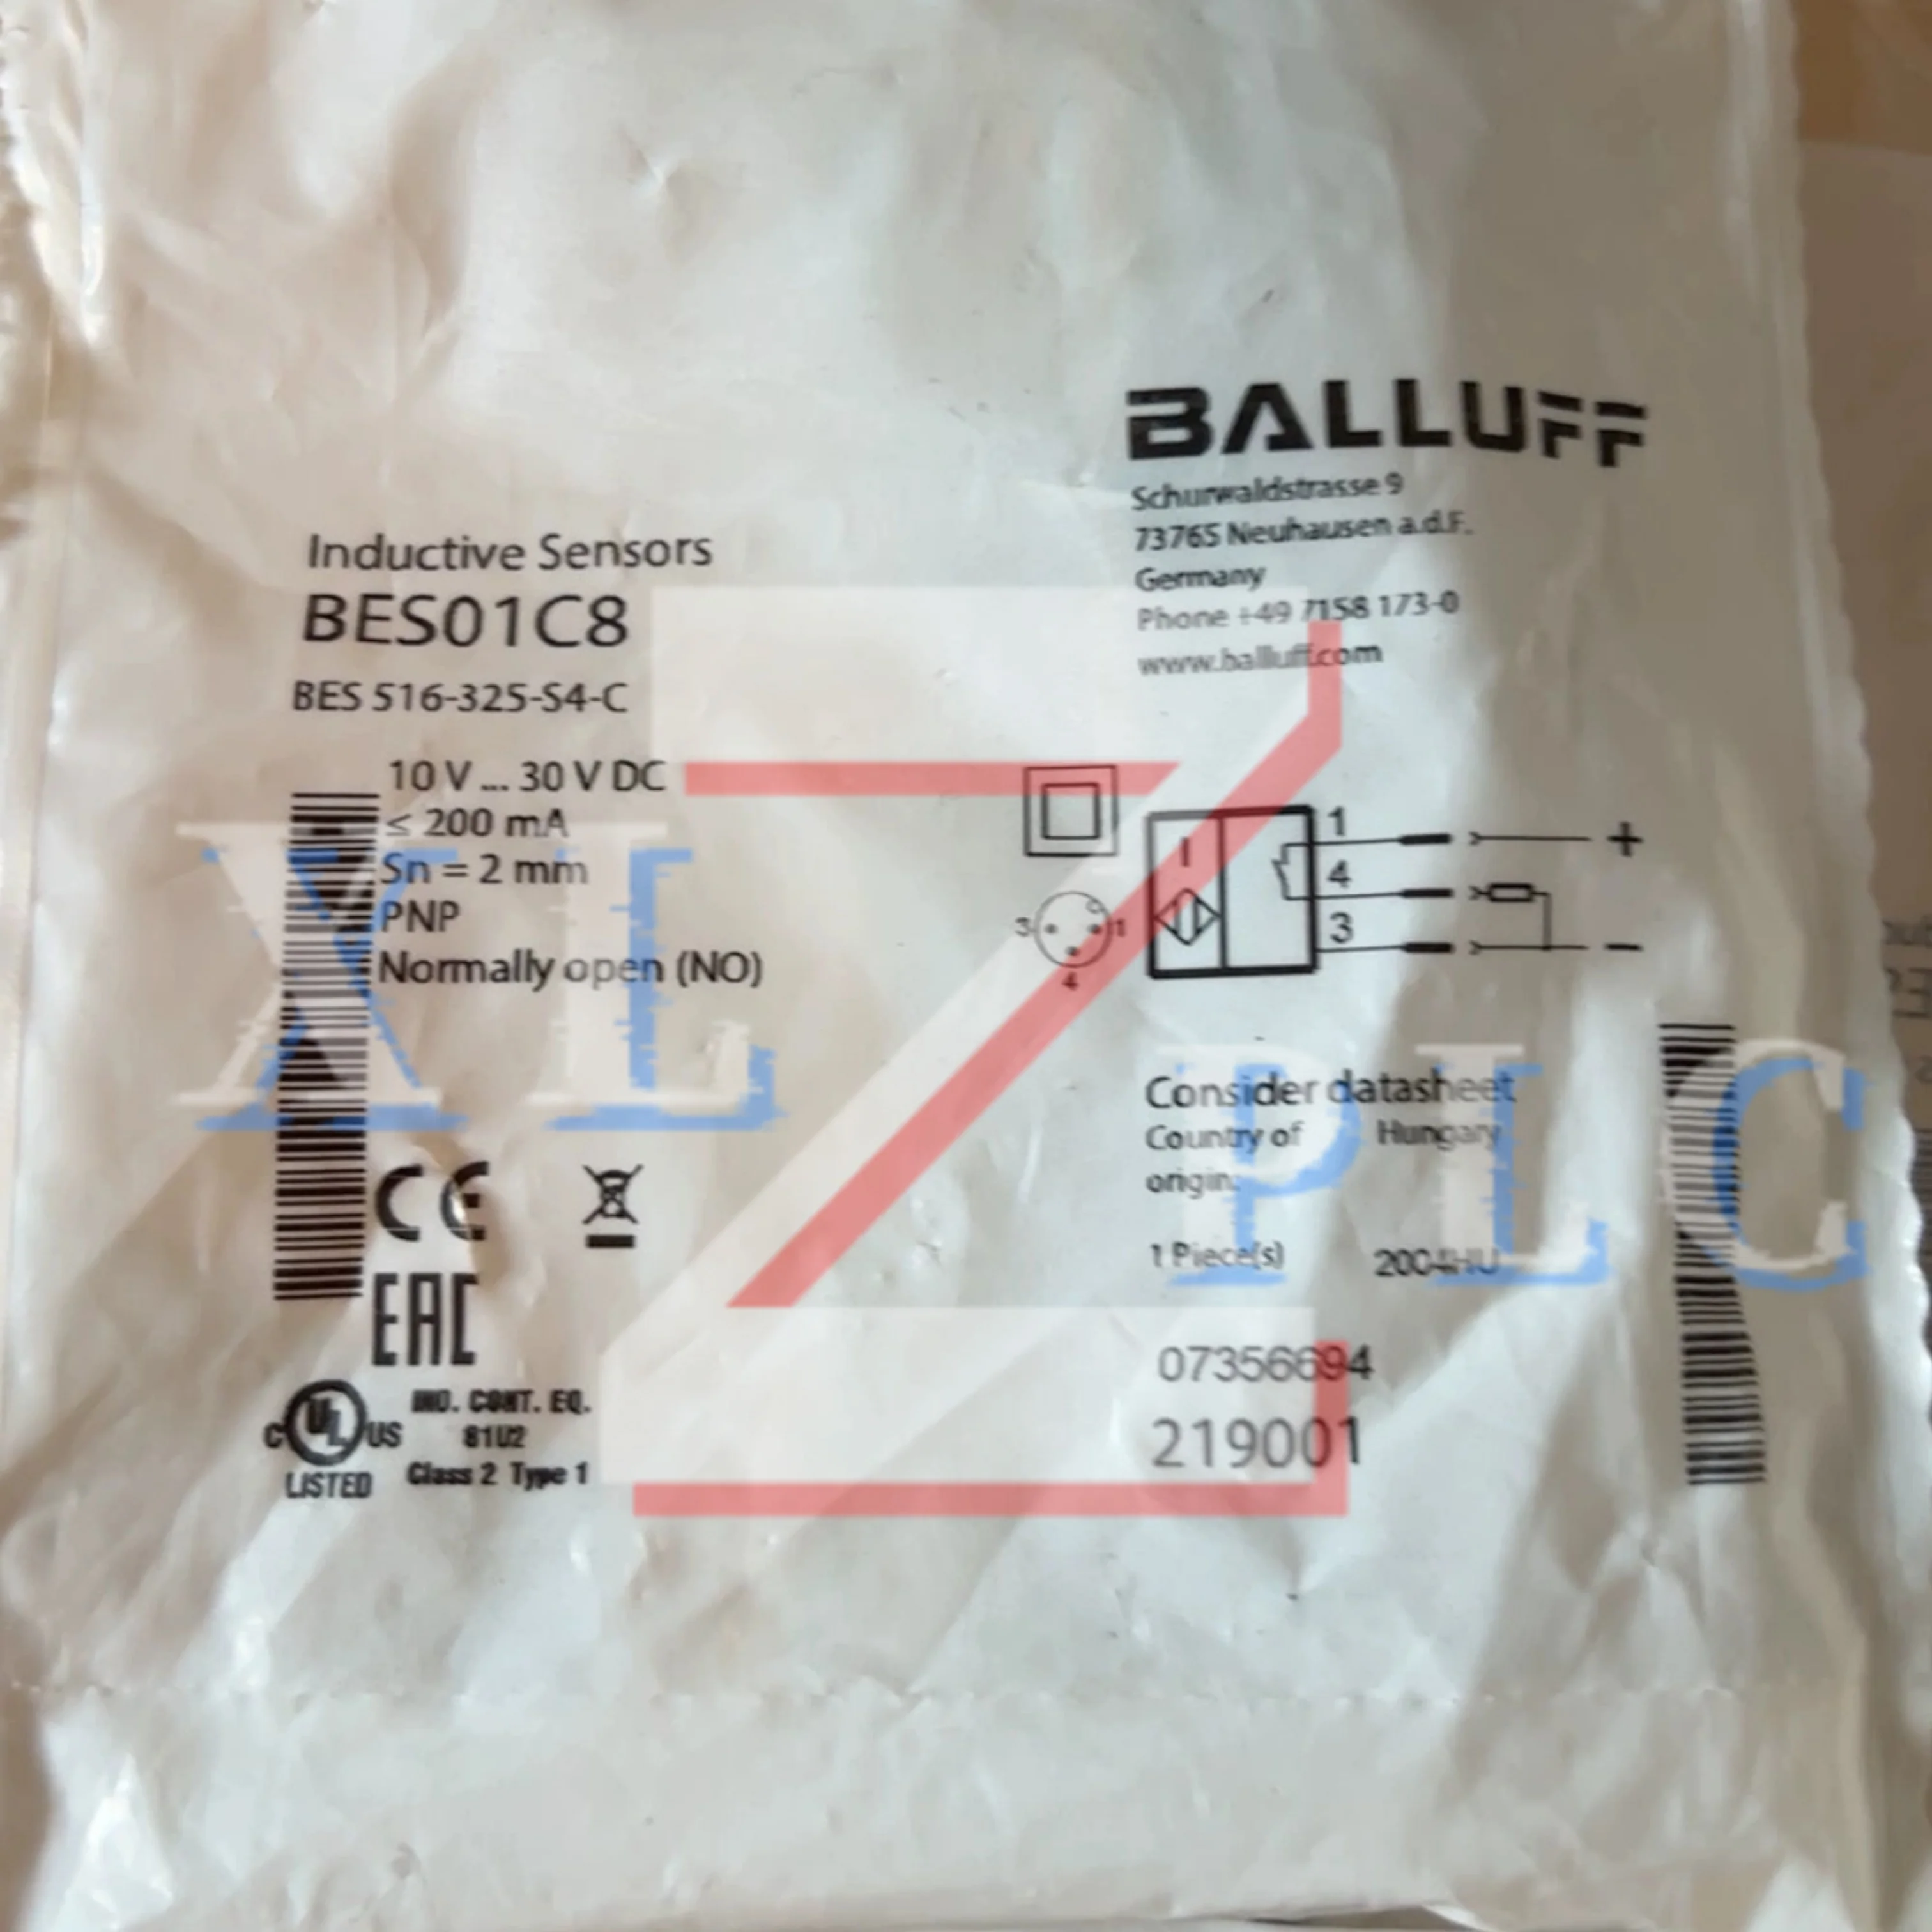 BALLUFF
Schurwaldstrasse 9
73765 Neuhausen a.d.F.
Germany
Phone +49 7158 173-0
www.balluff.com
Inductive Sensors
BES01C8
BES 516-325-S4-C
10 V ... 30 V DC
≤ 200 mA
Sn = 2 mm
PNP
Normally open (NO)
1 +
4
3 −
3 1
4
XL Z PLC
Consider datasheet
Country of origin: Hungary
1 Piece(s) 2004HU
07356694
219001
CE
EAC
C UL US
LISTED
IND. CONT. EQ.
81U2
Class 2 Type 1